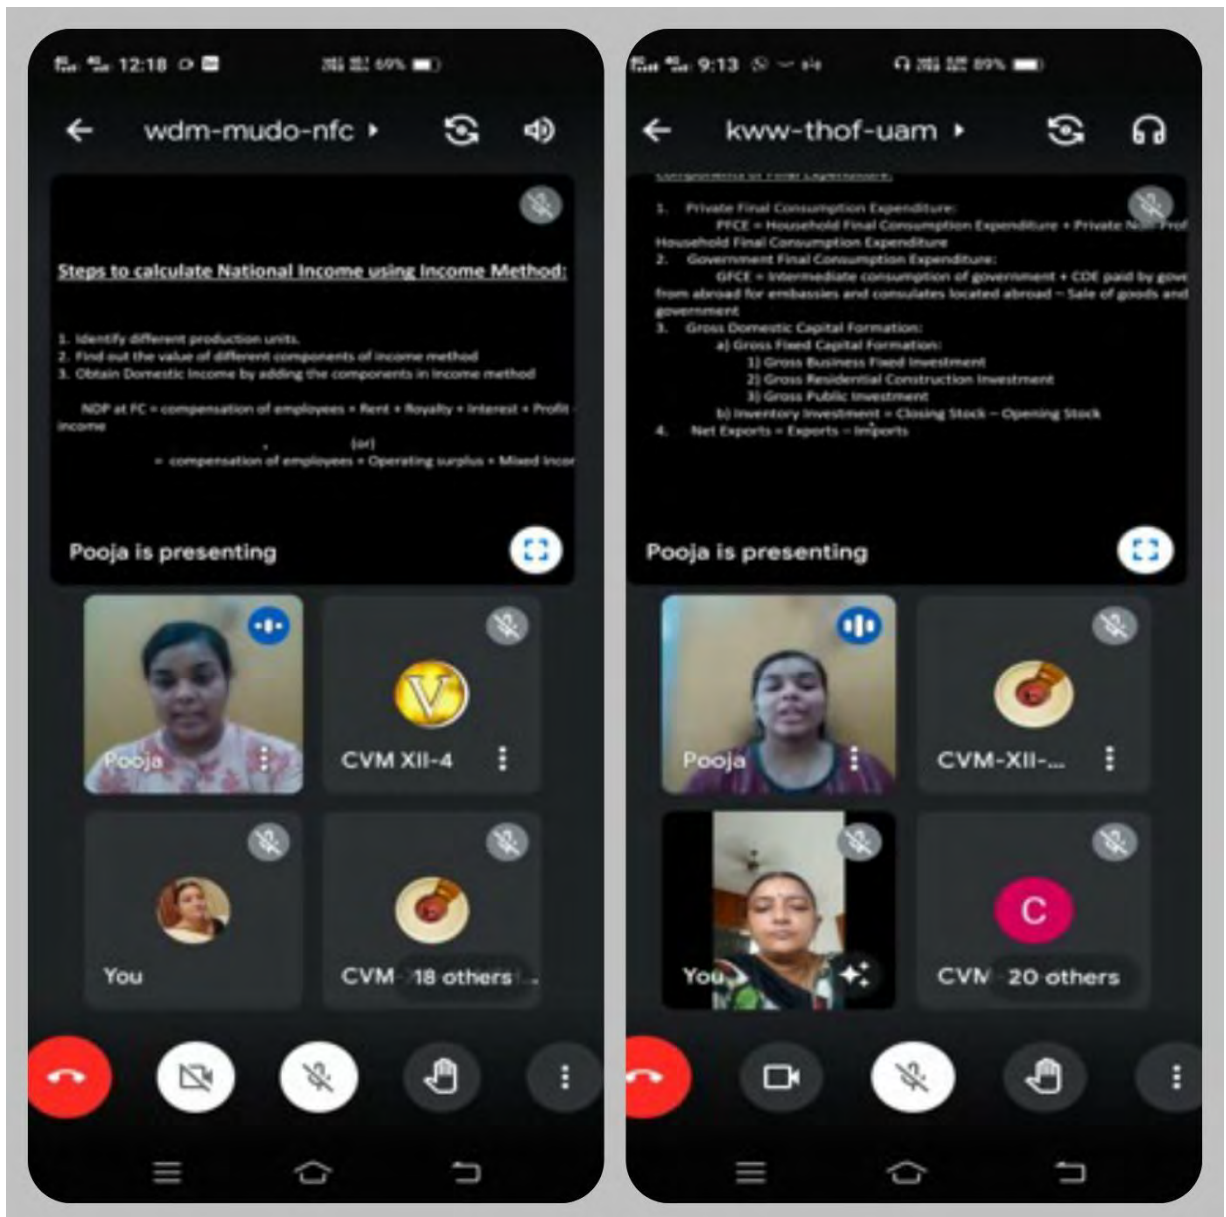 12:18
69%
wdm-mudo-nfc
Steps to calculate National Income using Income Method:
1. Identify different production units.
2. Find out the value of different components of income method
3. Obtain Domestic Income by adding the components in Income method
NDP at FC = compensation of employees + Rent + Royalty + Interest + Profit
income
(or)
= compensation of employees + Operating surplus + Mixed Incor
Pooja is presenting
Pooja
CVM XII-4
You
CVM
18 others
9:13
89%
kww-thof-uam
Components of Final Expenditure:
1. Private Final Consumption Expenditure:
PFCE = Household Final Consumption Expenditure + Private Non Prof
Household Final Consumption Expenditure
2. Government Final Consumption Expenditure:
GFCE = Intermediate consumption of government + COE paid by gove
from abroad for embassies and consulates located abroad – Sale of goods and
government
3. Gross Domestic Capital Formation:
a) Gross Fixed Capital Formation:
1) Gross Business Fixed Investment
2) Gross Residential Construction Investment
3) Gross Public Investment
b) Inventory Investment = Closing Stock – Opening Stock
4. Net Exports = Exports – Imports
Pooja is presenting
Pooja
CVM-XII-...
You
C
CVM
20 others